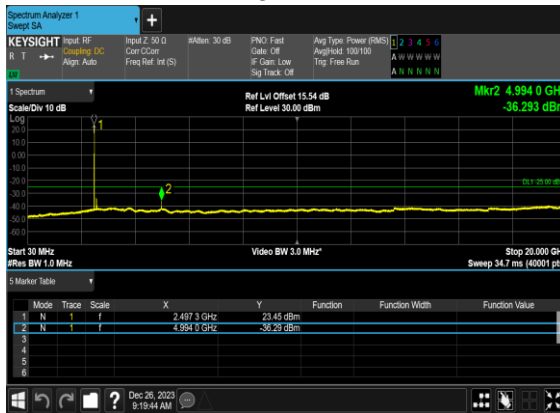 Spectrum Analyzer 1
Swept SA
+
KEYSIGHT Input: RF Input Z: 50 Ω #Atten: 30 dB PNO: Fast Avg Type: Power (RMS) 1 2 3 4 5 6
R T Coupling: DC Corr CCorr Gate: Off Avg|Hold: 100/100 A W W W W W
Align: Auto Freq Ref: Int (S) IF Gain: Low Trig: Free Run
Sig Track: Off A N N N N N
1 Spectrum
Ref Lvl Offset 15.54 dB Mkr2 4.994 0 GH
Scale/Div 10 dB Ref Level 30.00 dBm -36.293 dBm
Log
20.0
10.0
0.00
-10.0
-20.0
-30.0
-40.0
-50.0
-60.0
1
2
DL1 -25.00 dB
Start 30 MHz Video BW 3.0 MHz* Stop 20.000 GH
#Res BW 1.0 MHz Sweep 34.7 ms (40001 pts
5 Marker Table
Mode Trace Scale X Y Function Function Width Function Value
1 N 1 f 2.497 3 GHz 23.45 dBm
2 N 1 f 4.994 0 GHz -36.29 dBm
3
4
5
6
? Dec 26, 2023
9:19:44 AM